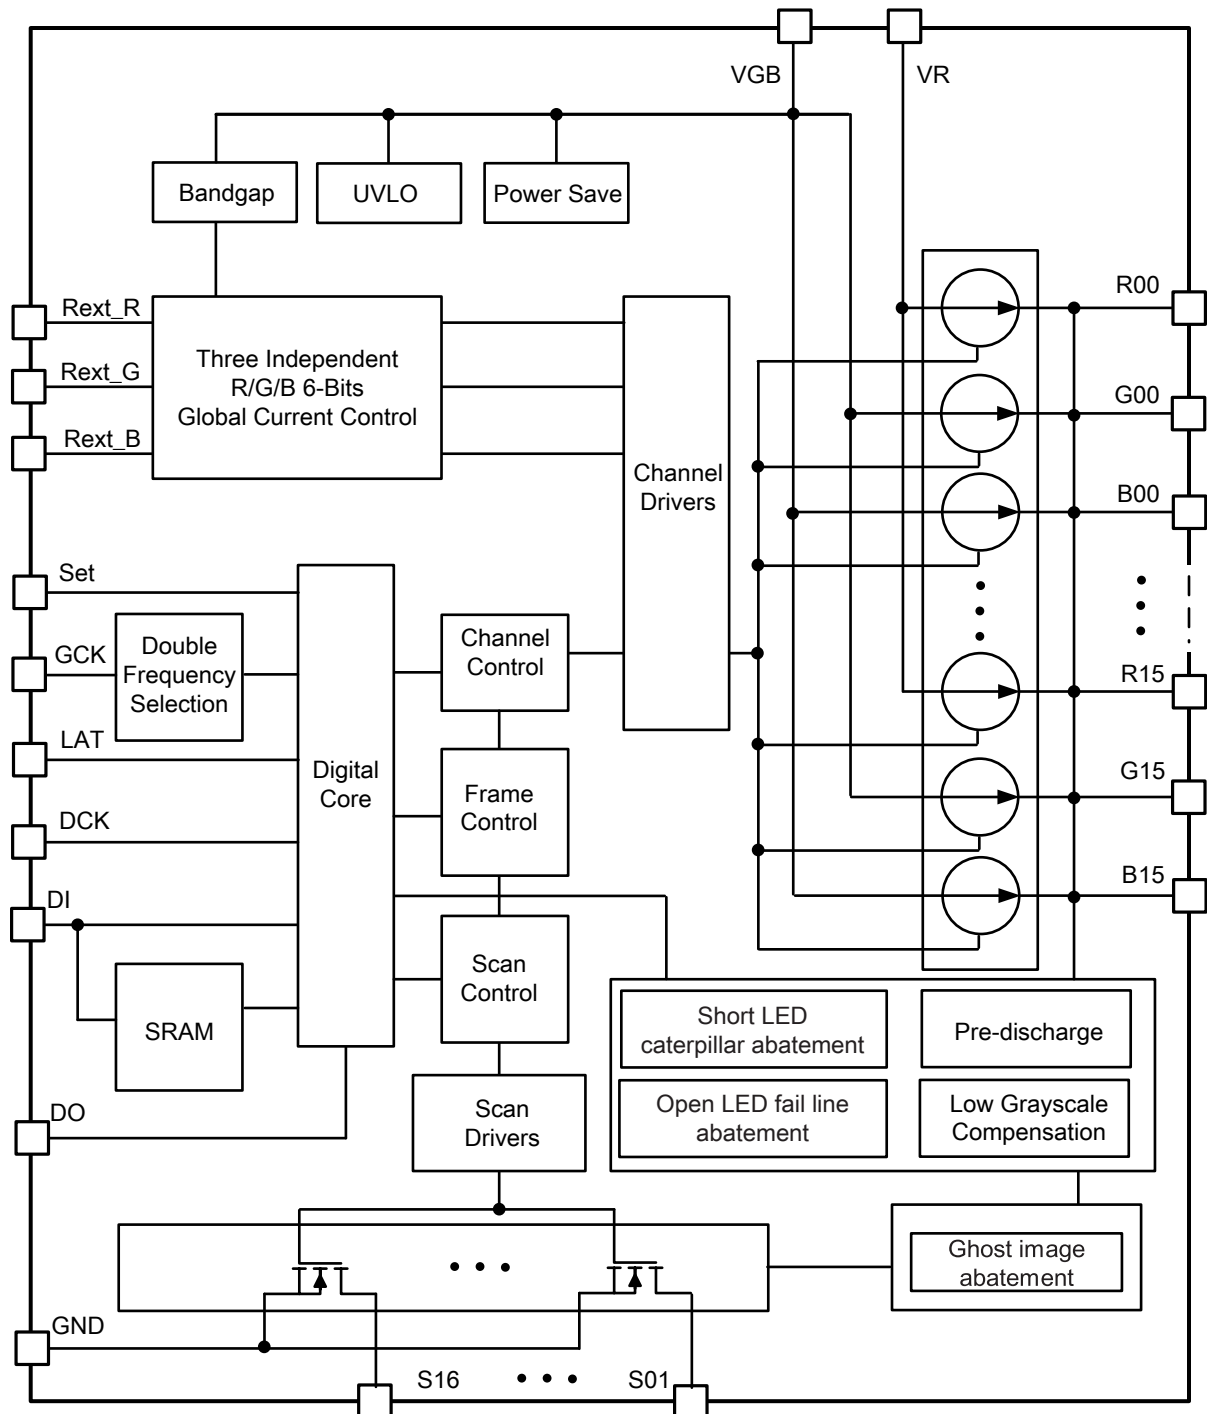 VGB
VR
Bandgap
UVLO
Power Save
Rext_R
Rext_G
Rext_B
Three Independent
R/G/B 6-Bits
Global Current Control
Channel
Drivers
R00
G00
B00
R15
G15
B15
Set
GCK
LAT
DCK
DI
DO
Double
Frequency
Selection
SRAM
Digital
Core
Channel
Control
Frame
Control
Scan
Control
Scan
Drivers
Short LED
caterpillar abatement
Pre-discharge
Open LED fail line
abatement
Low Grayscale
Compensation
Ghost image
abatement
GND
S16
S01